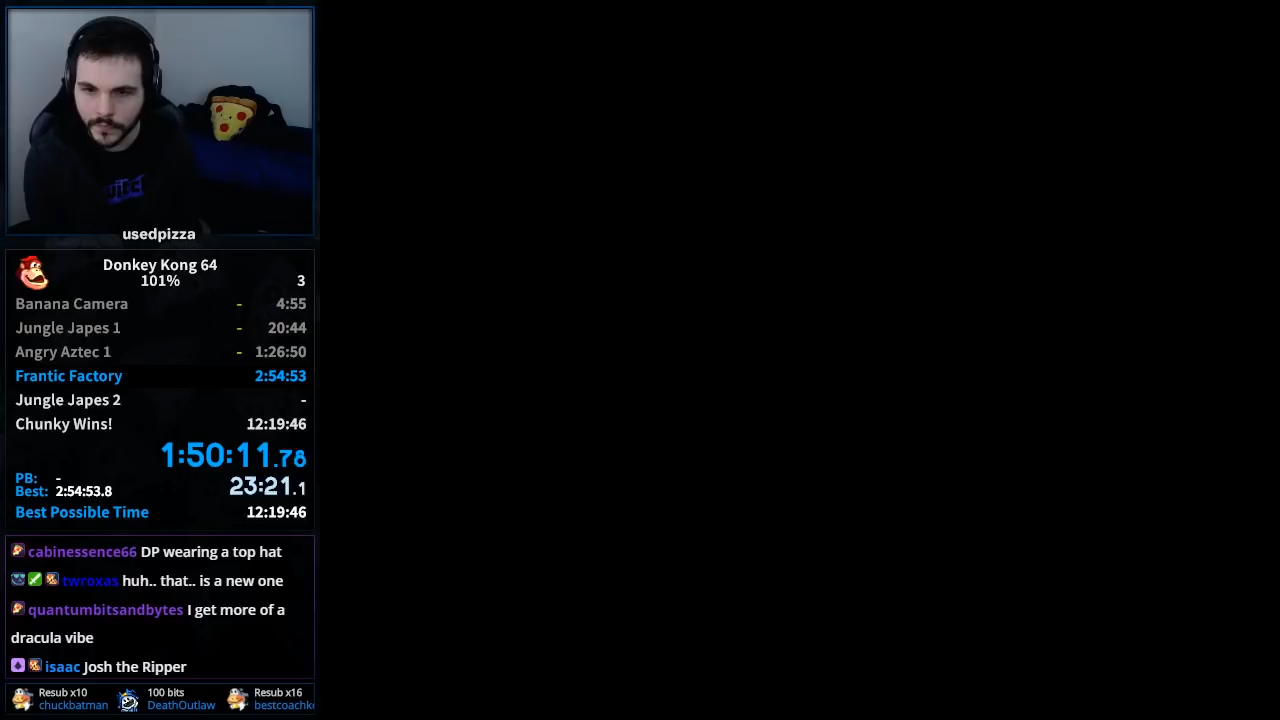 usedpizza
Donkey Kong 64
101% 3
Banana Camera - 4:55
Jungle Japes 1 - 20:44
Angry Aztec 1 - 1:26:50
Frantic Factory 2:54:53
Jungle Japes 2 -
Chunky Wins! 12:19:46
1:50:11.78
PB: -
Best: 2:54:53.8
23:21.1
Best Possible Time 12:19:46
cabinessence66 DP wearing a top hat
twroxas huh.. that.. is a new one
quantumbitsandbytes I get more of a
dracula vibe
isaac Josh the Ripper
Resub x10 100 bits Resub x16
chuckbatman DeathOutlaw